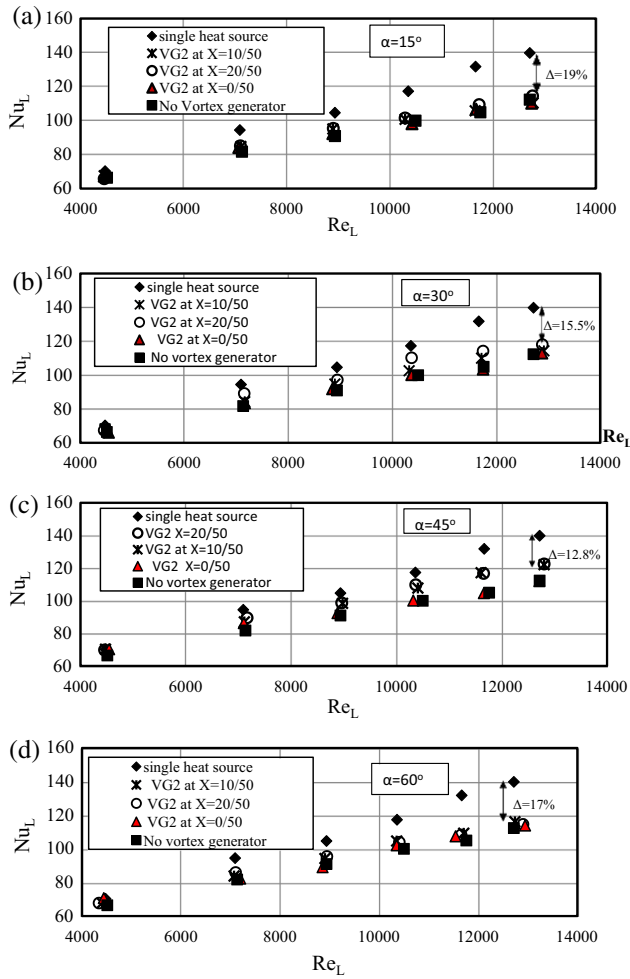 (a)
160
140
120
100
80
60
Nu_L
single heat source
VG2 at X=10/50
VG2 at X=20/50
VG2 at X=0/50
No Vortex generator
α=15°
Δ=19%
4000 6000 8000 10000 12000 14000
Re_L
(b)
160
140
120
100
80
60
Nu_L
single heat source
VG2 at X=10/50
VG2 at X=20/50
VG2 at X=0/50
No vortex generator
α=30°
Δ=15.5%
Re_L
4000 6000 8000 10000 12000 14000
(c)
160
140
120
100
80
60
Nu_L
single heat source
VG2 X=20/50
VG2 at X=10/50
VG2 X=0/50
No vortex generator
α=45°
Δ=12.8%
4000 6000 8000 10000 12000 14000
Re_L
(d)
160
140
120
100
80
60
Nu_L
single heat source
VG2 at X=10/50
VG2 at X=20/50
VG2 at X=0/50
No vortex generator
α=60°
Δ=17%
4000 6000 8000 10000 12000 14000
Re_L